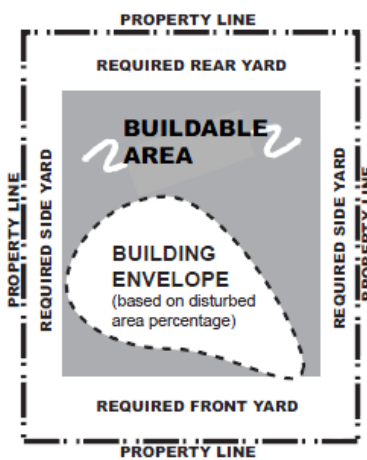 PROPERTY LINE
REQUIRED REAR YARD
BUILDABLE
AREA
PROPERTY LINE
REQUIRED SIDE YARD
BUILDING
ENVELOPE
(based on disturbed
area percentage)
REQUIRED SIDE YARD
PROPERTY LINE
REQUIRED FRONT YARD
PROPERTY LINE